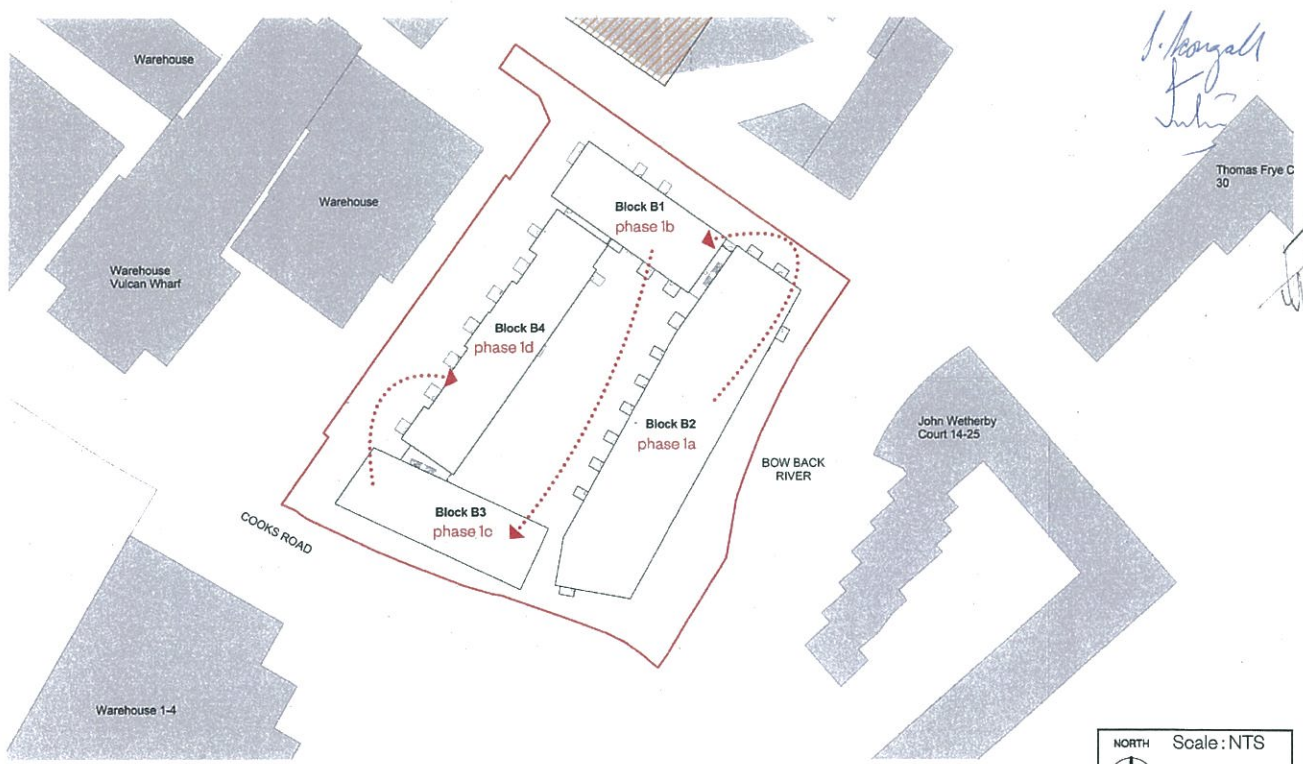 Warehouse
Thomas Frye C
30
Warehouse
Block B1
phase 1b
Warehouse
Vulcan Wharf
Block B4
phase 1d
John Wetherby
Court 14-25
Block B2
phase 1a
BOW BACK
RIVER
Block B3
phase 1c
COOKS ROAD
Warehouse 1-4
NORTH
Scale: NTS